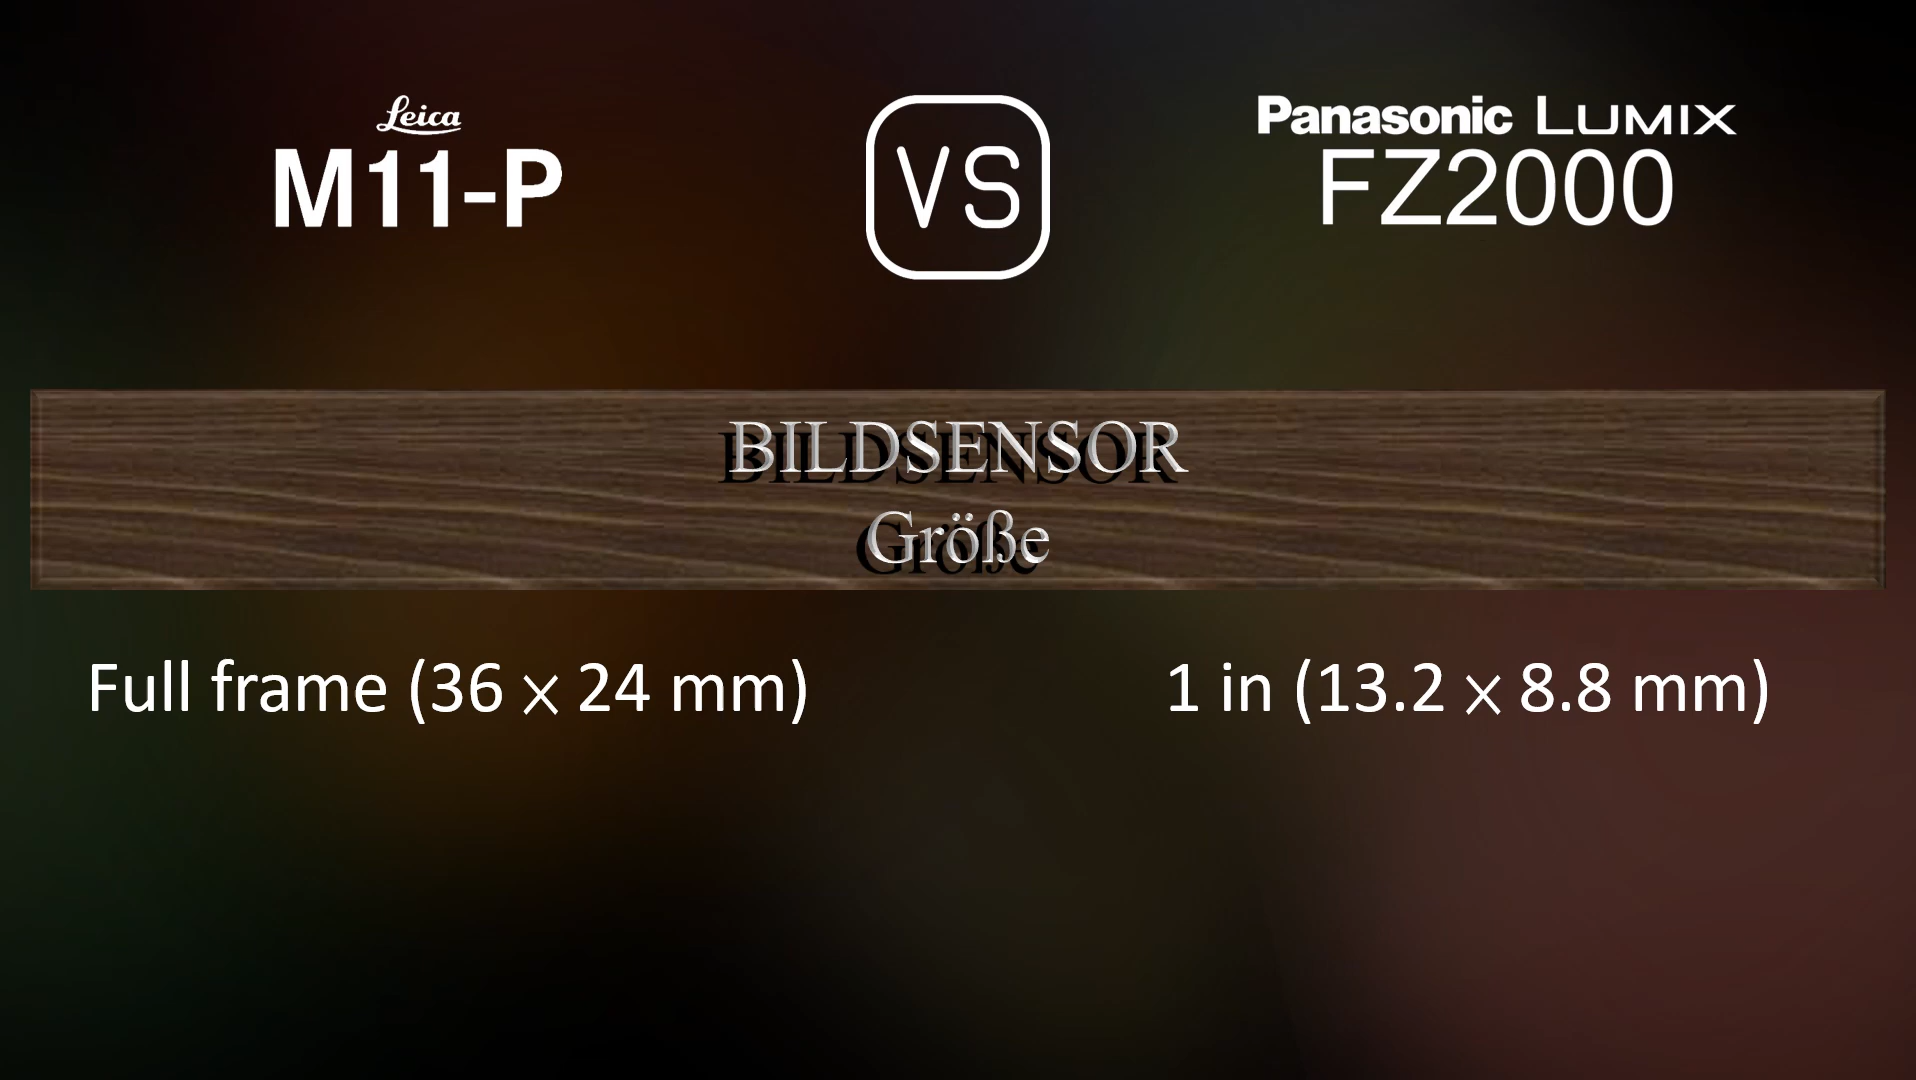 Leica
M11-P
VS
Panasonic LUMIX
FZ2000
BILDSENSOR
Größe
Full frame (36 x 24 mm)
1 in (13.2 x 8.8 mm)